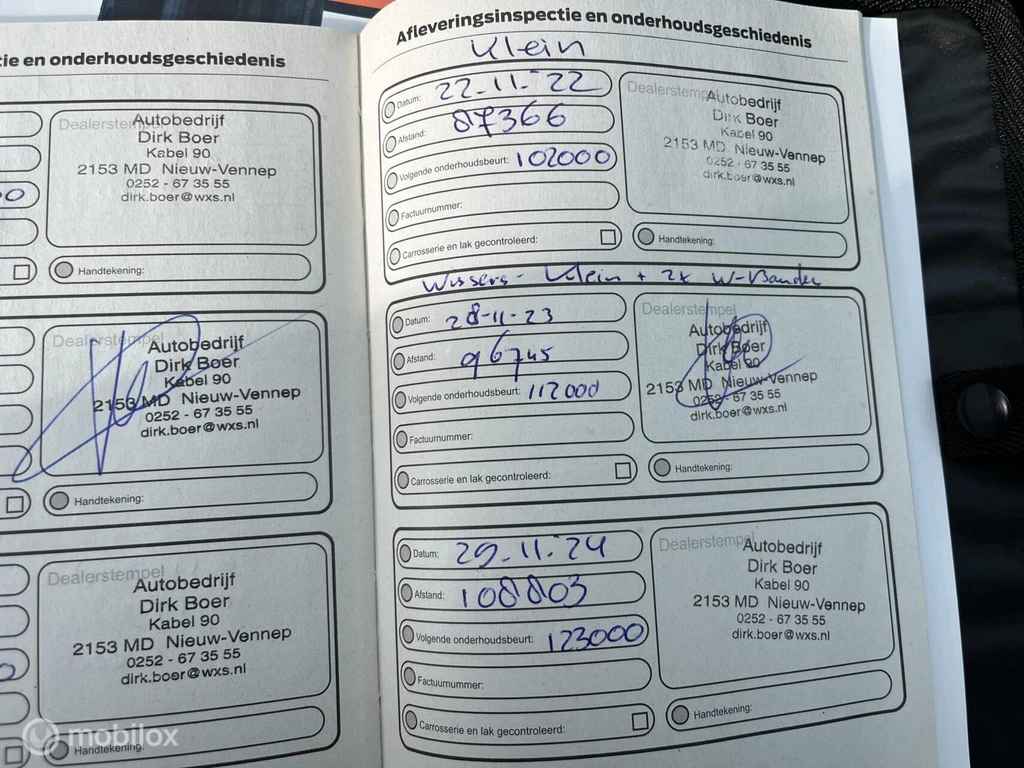 tie en onderhoudsgeschiedenis
Dealerstempel
Autobedrijf
Dirk Boer
Kabel 90
2153 MD Nieuw-Vennep
0252 - 67 35 55
dirk.boer@wxs.nl
Handtekening:
Dealerstempel
Autobedrijf
Dirk Boer
Kabel 90
2153 MD Nieuw-Vennep
0252 - 67 35 55
dirk.boer@wxs.nl
Handtekening:
Dealerstempel
Autobedrijf
Dirk Boer
Kabel 90
2153 MD Nieuw-Vennep
0252 - 67 35 55
dirk.boer@wxs.nl
Handtekening:
mobilox
Afleveringsinspectie en onderhoudsgeschiedenis
Klein
Datum: 22-11-22
Afstand: 87366
Volgende onderhoudsbeurt: 102000
Factuurnummer:
Carrosserie en lak gecontroleerd:
Dealerstempel
Autobedrijf
Dirk Boer
Kabel 90
2153 MD Nieuw-Vennep
0252 - 67 35 55
dirk.boer@wxs.nl
Handtekening:
Wissers - Klein + 2x W-Banden
Datum: 28-11-23
Afstand: 96745
Volgende onderhoudsbeurt: 112000
Factuurnummer:
Carrosserie en lak gecontroleerd:
Dealerstempel
Autobedrijf
Dirk Boer
Kabel 90
2153 MD Nieuw-Vennep
0252 - 67 35 55
dirk.boer@wxs.nl
Handtekening:
Datum: 29-11-24
Afstand: 108803
Volgende onderhoudsbeurt: 123000
Factuurnummer:
Carrosserie en lak gecontroleerd:
Dealerstempel
Autobedrijf
Dirk Boer
Kabel 90
2153 MD Nieuw-Vennep
0252 - 67 35 55
dirk.boer@wxs.nl
Handtekening: